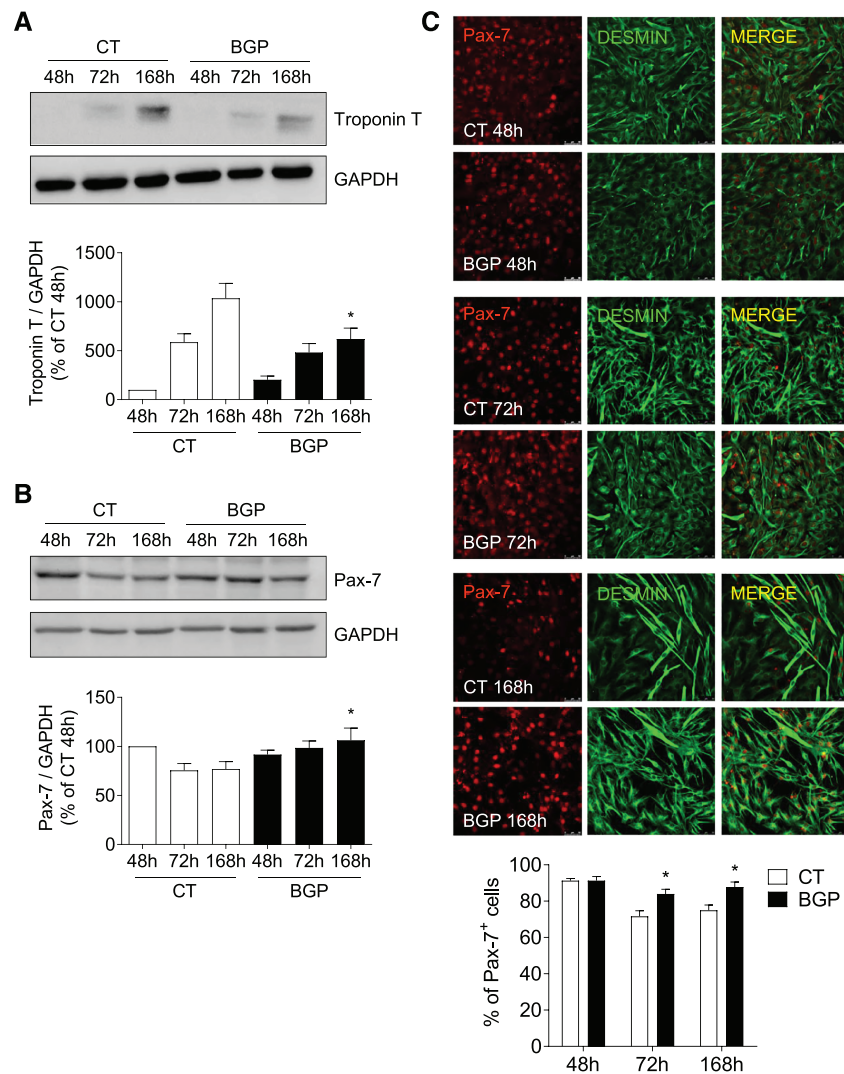 A
CT BGP
48h 72h 168h 48h 72h 168h
Troponin T
GAPDH
Troponin T / GAPDH
(% of CT 48h)
1500
1000
500
0
48h 72h 168h 48h 72h 168h
CT BGP
B
CT BGP
48h 72h 168h 48h 72h 168h
Pax-7
GAPDH
Pax-7 / GAPDH
(% of CT 48h)
150
100
50
0
*
48h 72h 168h 48h 72h 168h
CT BGP
C
Pax-7 DESMIN MERGE
CT 48h
BGP 48h
Pax-7 DESMIN MERGE
CT 72h
BGP 72h
Pax-7 DESMIN MERGE
CT 168h
BGP 168h
% of Pax-7+ cells
100
80
60
40
20
0
* *
48h 72h 168h
CT
BGP